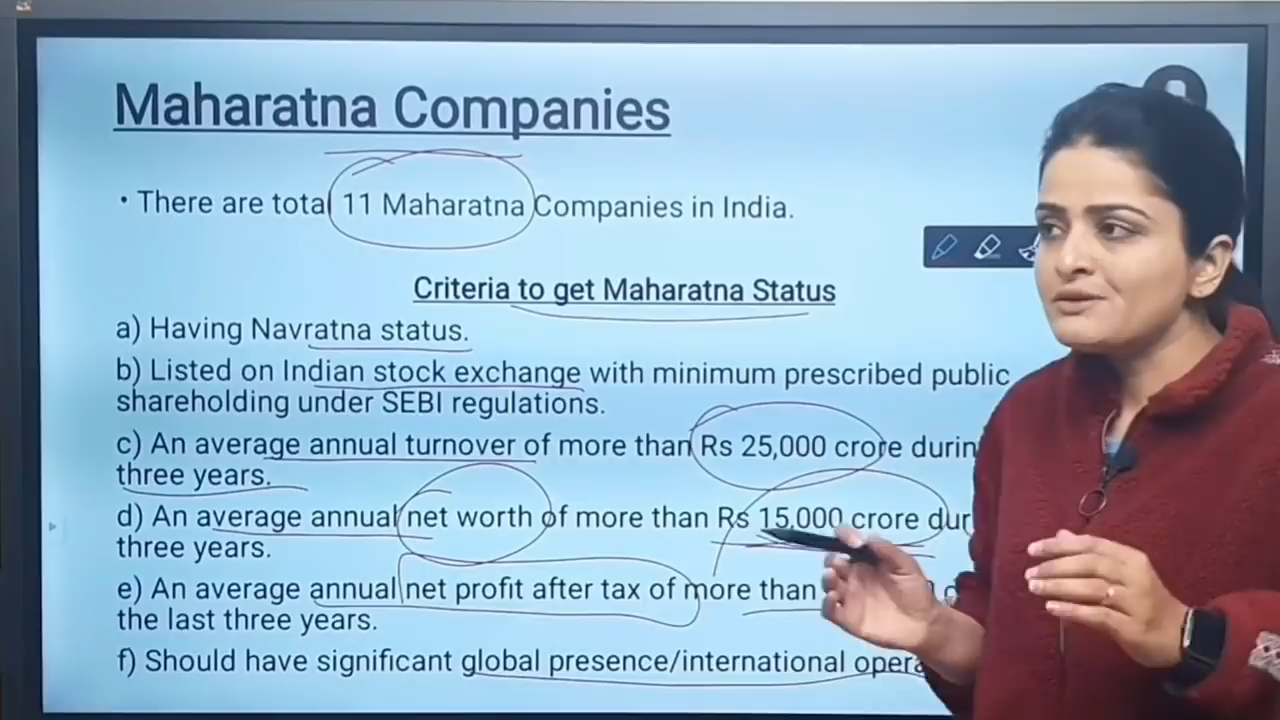 Maharatna Companies
• There are total 11 Maharatna Companies in India.
Criteria to get Maharatna Status
a) Having Navratna status.
b) Listed on Indian stock exchange with minimum prescribed public
shareholding under SEBI regulations.
c) An average annual turnover of more than Rs 25,000 crore
three years.
d) An average annual net worth of more than Rs 15,000 crore
three years.
e) An average annual net profit after tax of more than
the last three years.
f) Should have significant global presence/international